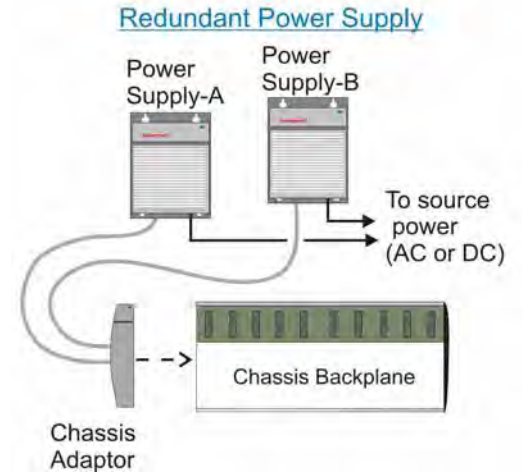 Redundant Power Supply
Power
Supply-A
Power
Supply-B
To source
power
(AC or DC)
Chassis Backplane
Chassis
Adaptor